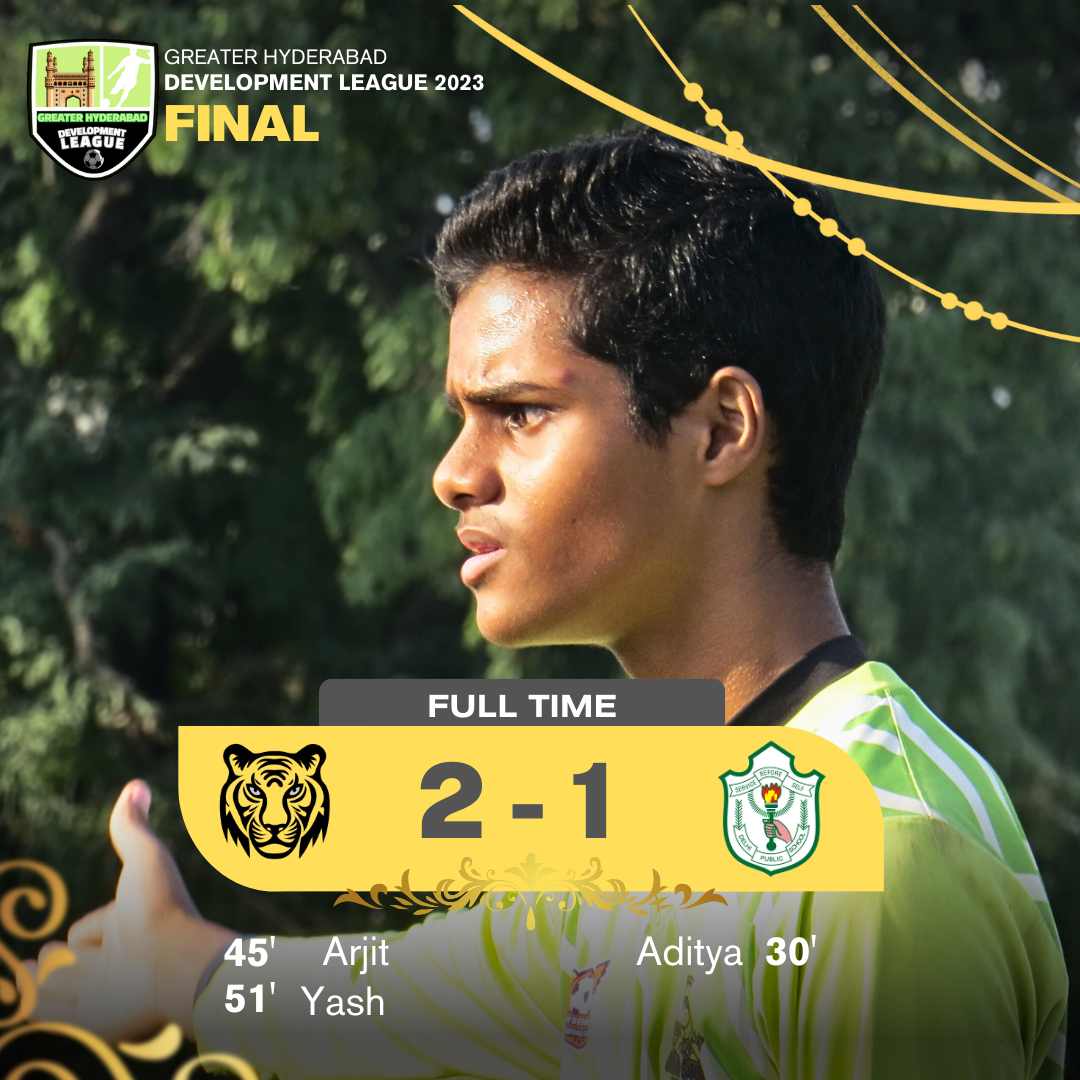 GREATER HYDERABAD
DEVELOPMENT LEAGUE 2023
FINAL
GREATER HYDERABAD
DEVELOPMENT
LEAGUE
FULL TIME
2 - 1
SERVICE BEFORE SELF
DELHI PUBLIC SCHOOL
45' Arjit
51' Yash
Aditya 30'